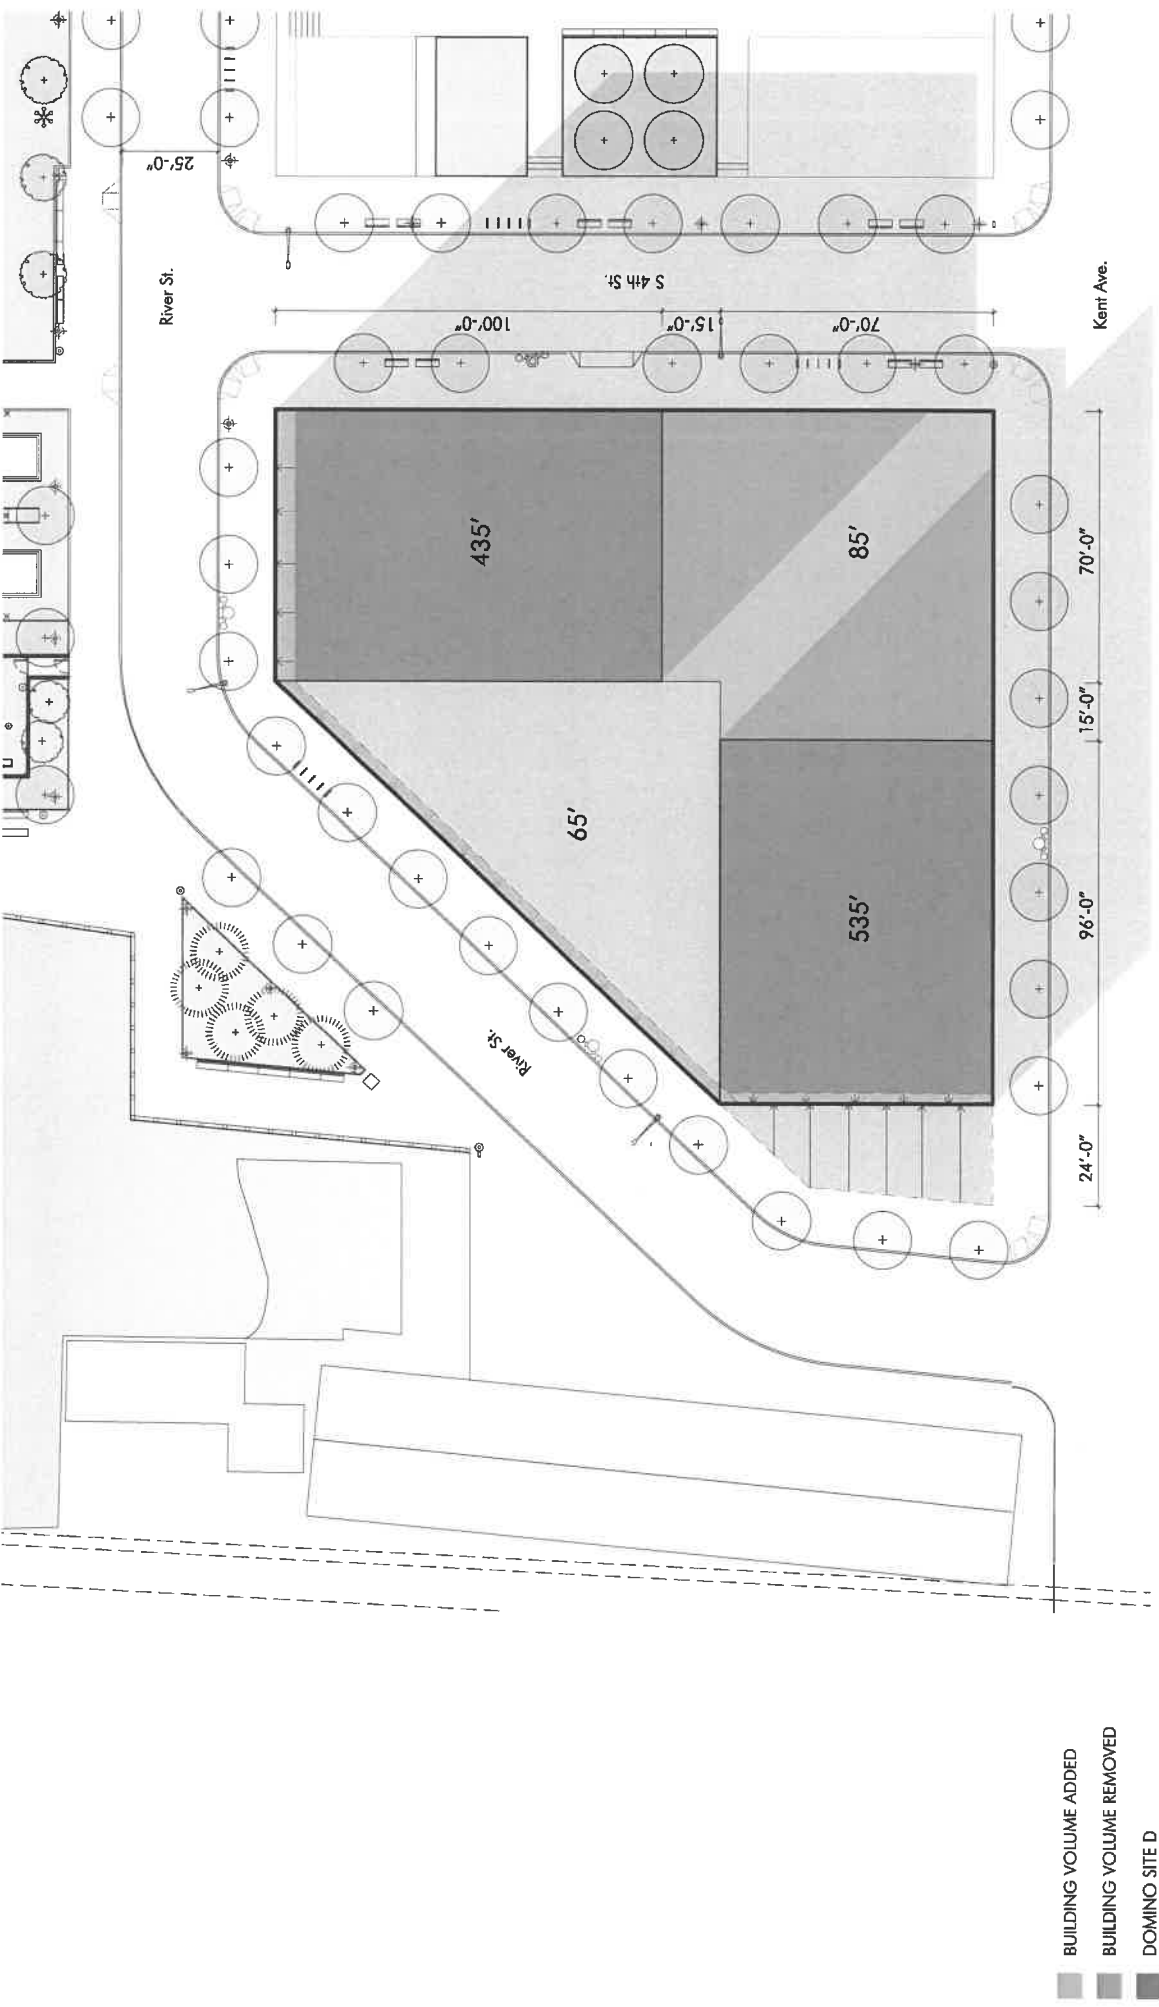 25'-0"
River St.
S 4th St.
100'-0"
15'-0"
70'-0"
Kent Ave.
435'
85'
70'-0"
15'-0"
65'
535'
96'-0"
River St.
24'-0"
BUILDING VOLUME ADDED
BUILDING VOLUME REMOVED
DOMINO SITE D